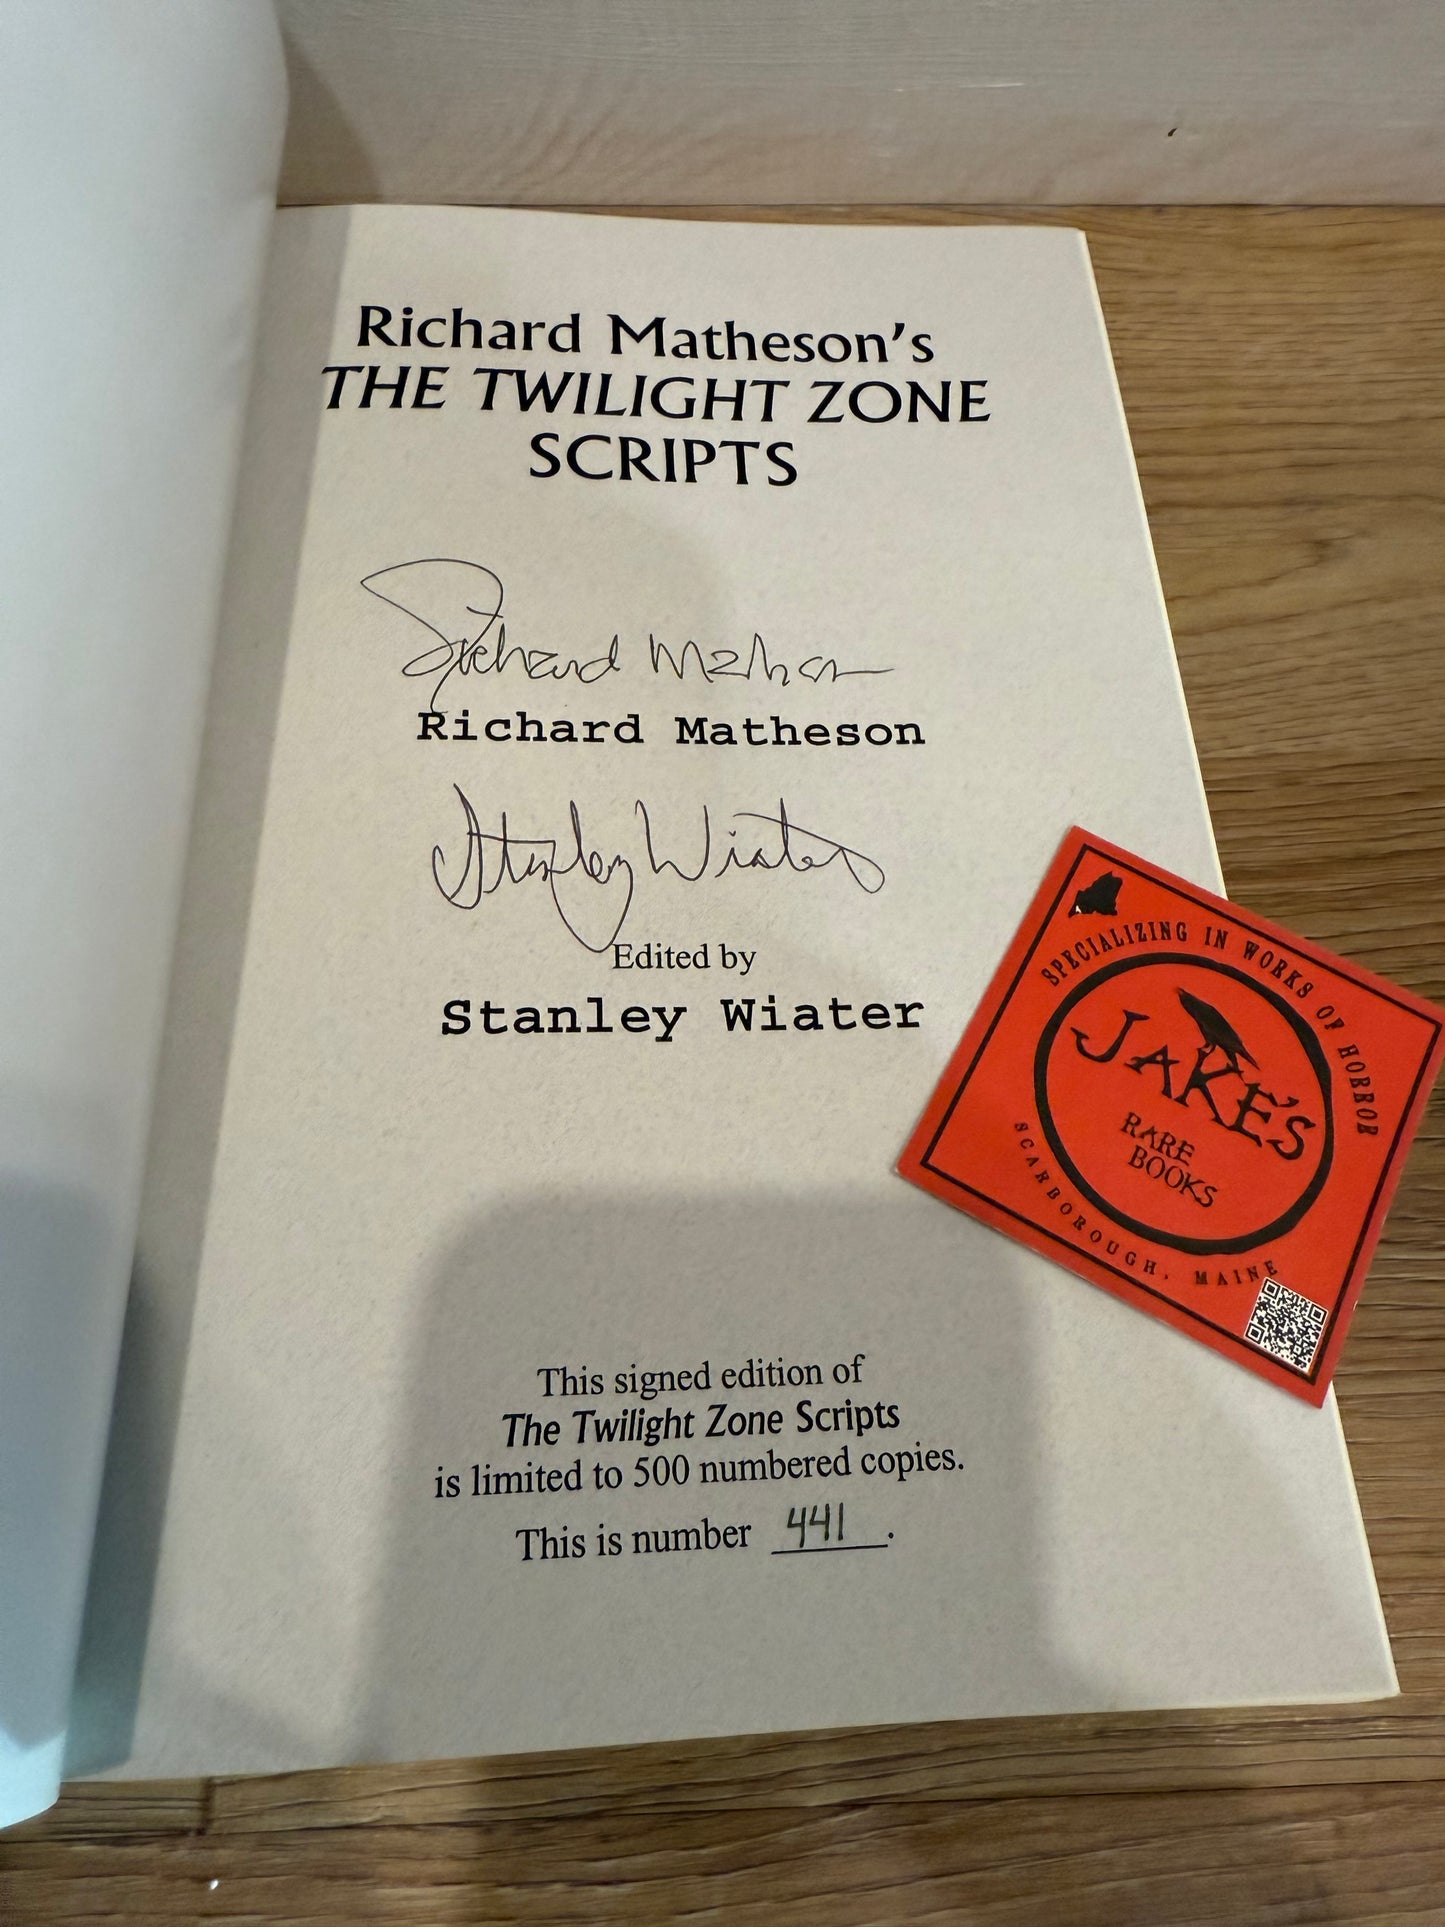 Richard Matheson's
THE TWILIGHT ZONE
SCRIPTS
Richard Matheson
Richard Matheson
Stanley Wiater
Edited by
Stanley Wiater
SPECIALIZING IN WORKS OF HORROR
JAKE'S
RARE
BOOKS
SCARBOROUGH, MAINE
This signed edition of
The Twilight Zone Scripts
is limited to 500 numbered copies.
This is number 441.